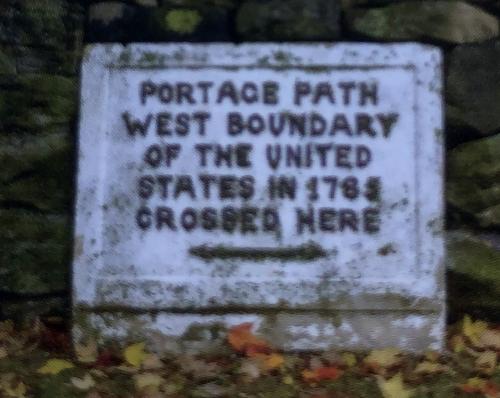 PORTAGE PATH
WEST BOUNDARY
OF THE UNITED
STATES IN 1785
CROSSED HERE